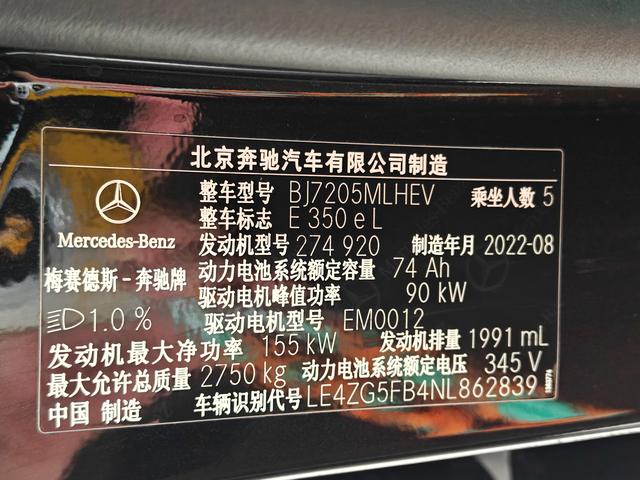 北京奔驰汽车有限公司制造
整车型号 BJ7205MLHEV 乘坐人数 5
整车标志 E 350 e L
Mercedes-Benz 发动机型号 274 920 制造年月 2022-08
梅赛德斯-奔驰牌 动力电池系统额定容量 74 Ah
驱动电机峰值功率 90 kW
1.0 % 驱动电机型号 EM0012
发动机最大净功率 155 kW 发动机排量 1991 mL
最大允许总质量 2750 kg 动力电池系统额定电压 345 V
中国 制造 车辆识别代号 LE4ZG5FB4NL862839